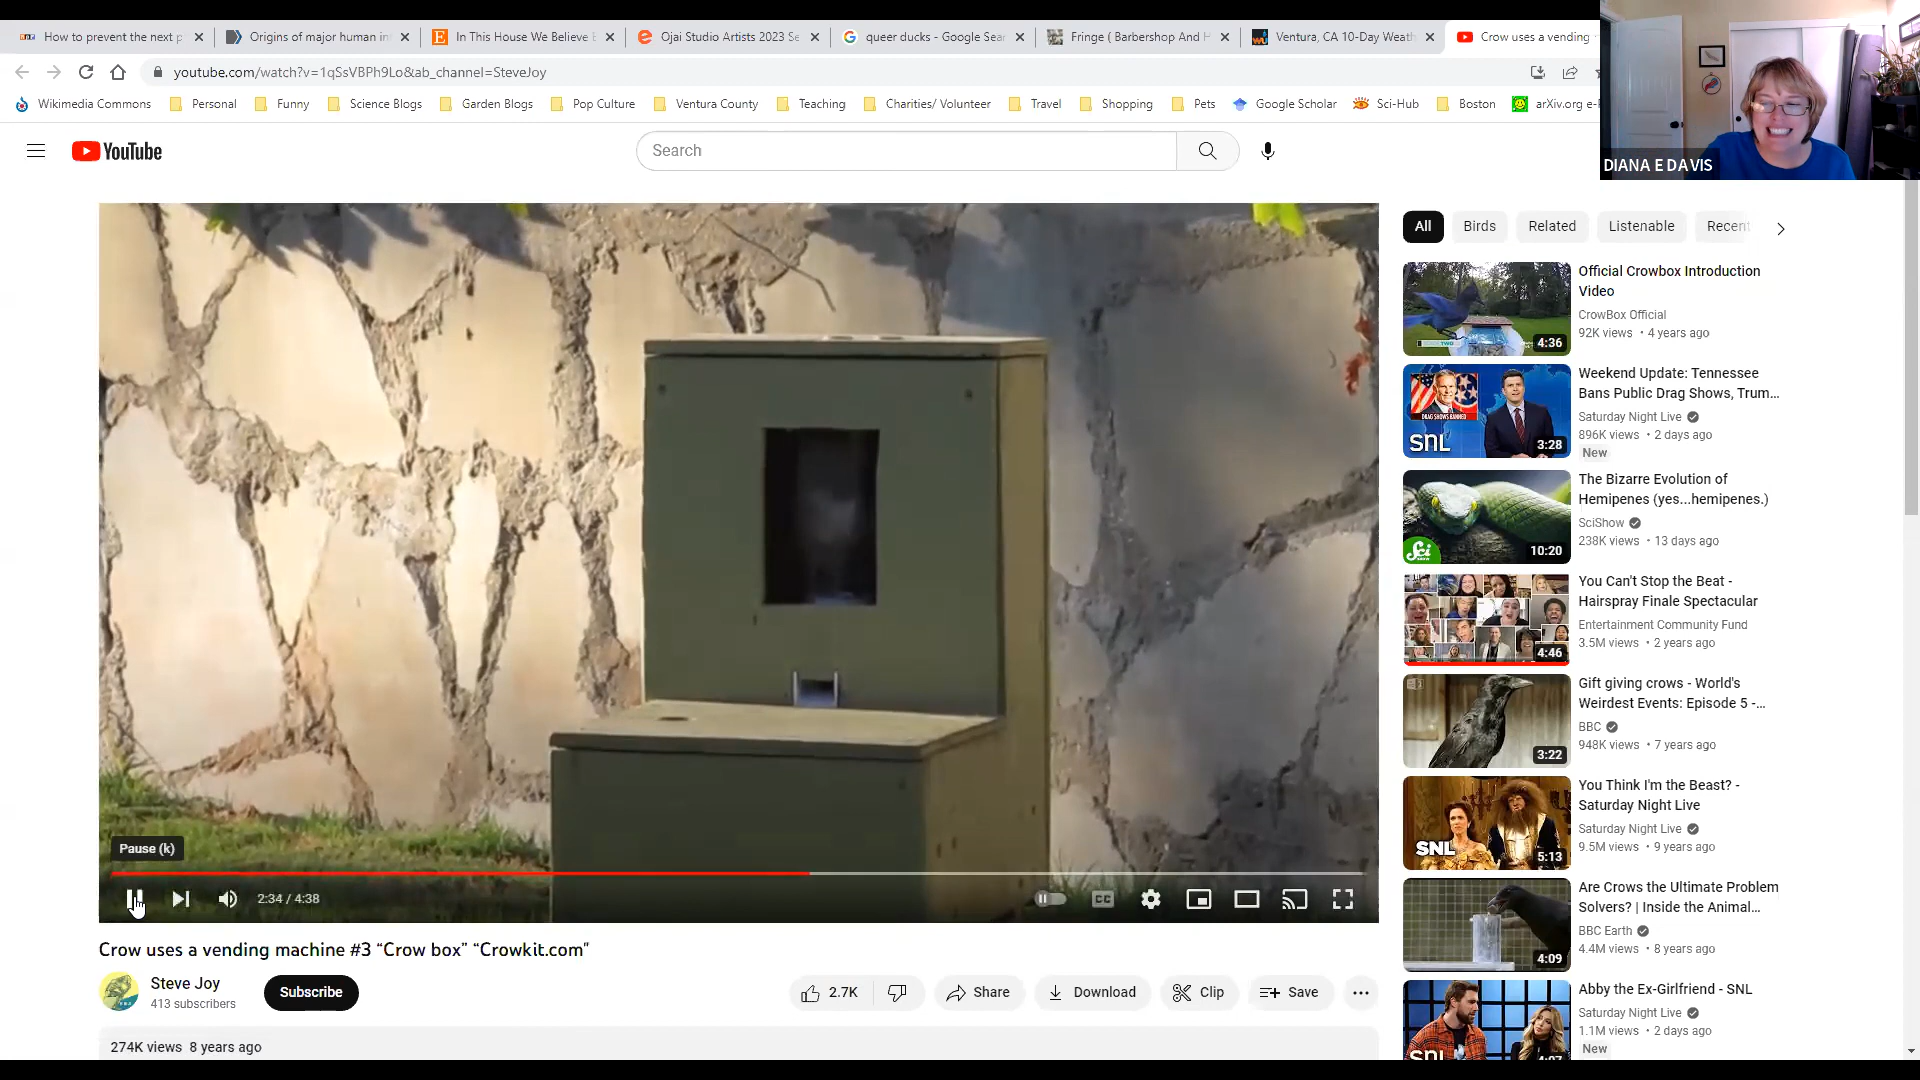 How to prevent the next p
Origins of major human in
In This House We Believe
Ojai Studio Artists 2023 Se
queer ducks - Google Sear
Fringe ( Barbershop And H
Ventura, CA 10-Day Weath
Crow uses a vending
youtube.com/watch?v=1qSsVBPh9Lo&ab_channel=SteveJoy
Wikimedia Commons
Personal
Funny
Science Blogs
Garden Blogs
Pop Culture
Ventura County
Teaching
Charities/ Volunteer
Travel
Shopping
Pets
Google Scholar
Sci-Hub
Boston
arXiv.org e-P
DIANA E DAVIS
YouTube
Search
All
Birds
Related
Listenable
Recent
Official Crowbox Introduction
Video
CrowBox Official
92K views • 4 years ago
4:36
Weekend Update: Tennessee
Bans Public Drag Shows, Trum...
Saturday Night Live
896K views • 2 days ago
New
DRAG SHOWS BANNED
SNL
3:28
The Bizarre Evolution of
Hemipenes (yes...hemipenes.)
SciShow
238K views • 13 days ago
Sci
10:20
You Can't Stop the Beat -
Hairspray Finale Spectacular
Entertainment Community Fund
3.5M views • 2 years ago
4:46
Gift giving crows - World's
Weirdest Events: Episode 5 -...
BBC
948K views • 7 years ago
3:22
You Think I'm the Beast? -
Saturday Night Live
Saturday Night Live
9.5M views • 9 years ago
SNL
5:13
Are Crows the Ultimate Problem
Solvers? | Inside the Animal...
BBC Earth
4.4M views • 8 years ago
4:09
Abby the Ex-Girlfriend - SNL
Saturday Night Live
1.1M views • 2 days ago
New
SNL
Pause (k)
2:34 / 4:38
CC
Crow uses a vending machine #3 “Crow box” “Crowkit.com”
Steve Joy
413 subscribers
Subscribe
2.7K
Share
Download
Clip
Save
274K views 8 years ago